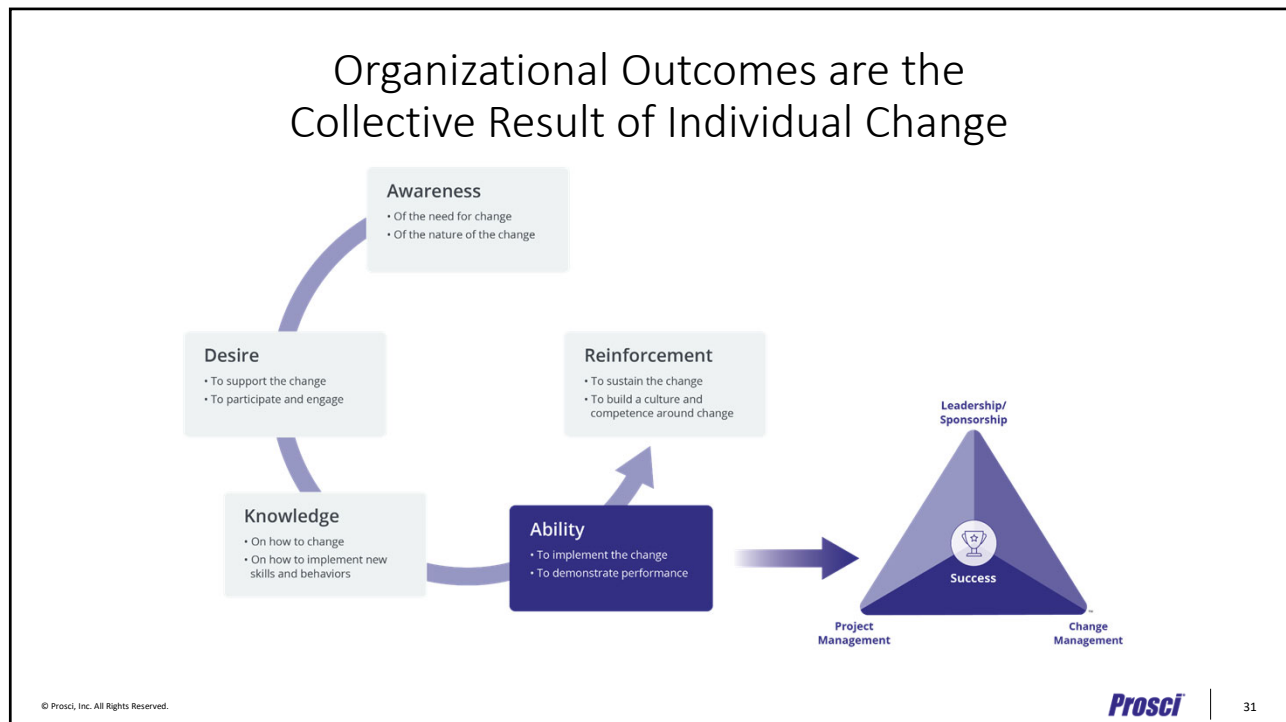 Organizational Outcomes are the
Collective Result of Individual Change
Awareness
• Of the need for change
• Of the nature of the change
Desire
• To support the change
• To participate and engage
Knowledge
• On how to change
• On how to implement new
skills and behaviors
Ability
• To implement the change
• To demonstrate performance
Reinforcement
• To sustain the change
• To build a culture and
competence around change
Leadership/
Sponsorship
Success
Project
Management
Change
Management
™
© Prosci, Inc. All Rights Reserved.
Prosci
31